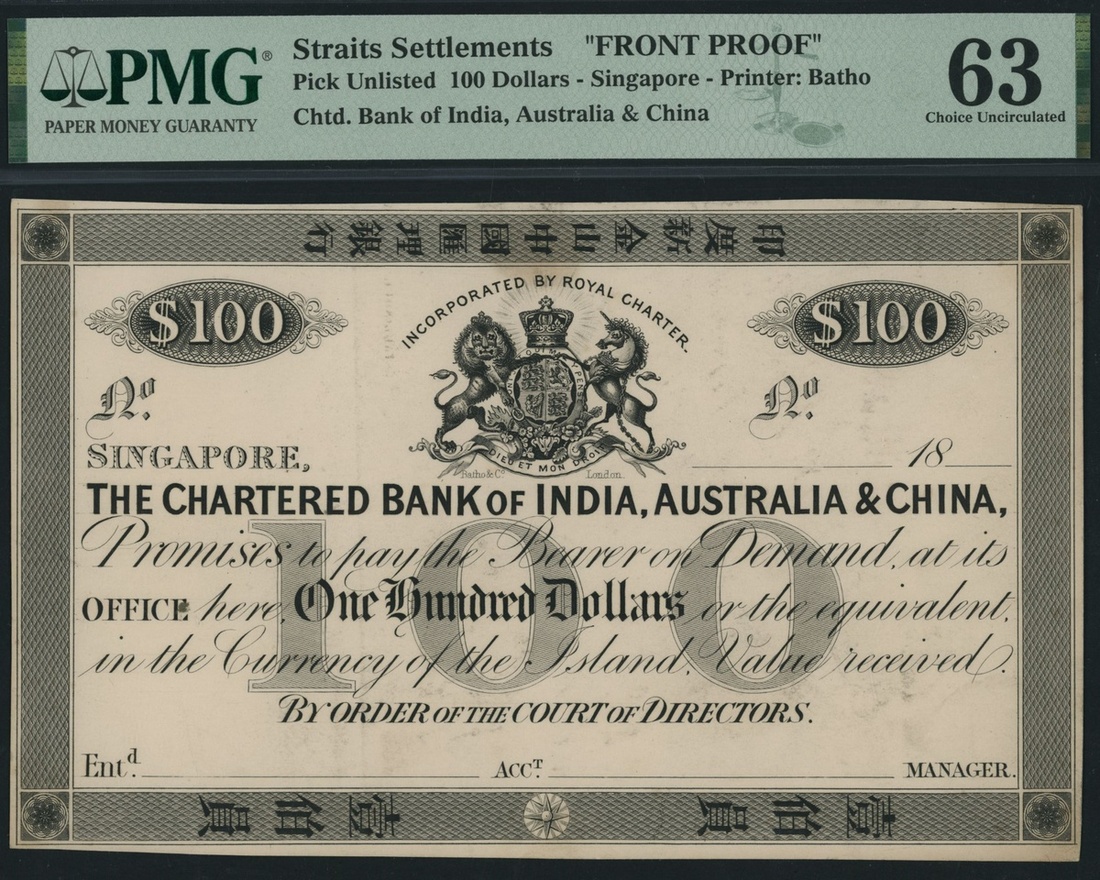 PMG®
PAPER MONEY GUARANTY
Straits Settlements "FRONT PROOF"
Pick Unlisted 100 Dollars - Singapore - Printer: Batho
Chtd. Bank of India, Australia & China
63
Choice Uncirculated
印度新金山中國匯理銀行
INCORPORATED BY ROYAL CHARTER.
$100
$100
HONI SOIT QUI MAL Y PENSE
DIEU ET MON DROIT
Nº.
Nº.
Batho & Cº. London.
SINGAPORE, 18
THE CHARTERED BANK OF INDIA, AUSTRALIA & CHINA,
100
Promises to pay the Bearer on Demand, at its
OFFICE here, One Hundred Dollars or the equivalent,
in the Currency of the Island, Value received.
BY ORDER OF THE COURT OF DIRECTORS.
Entd. ACCT. MANAGER.
壹佰員
壹佰員